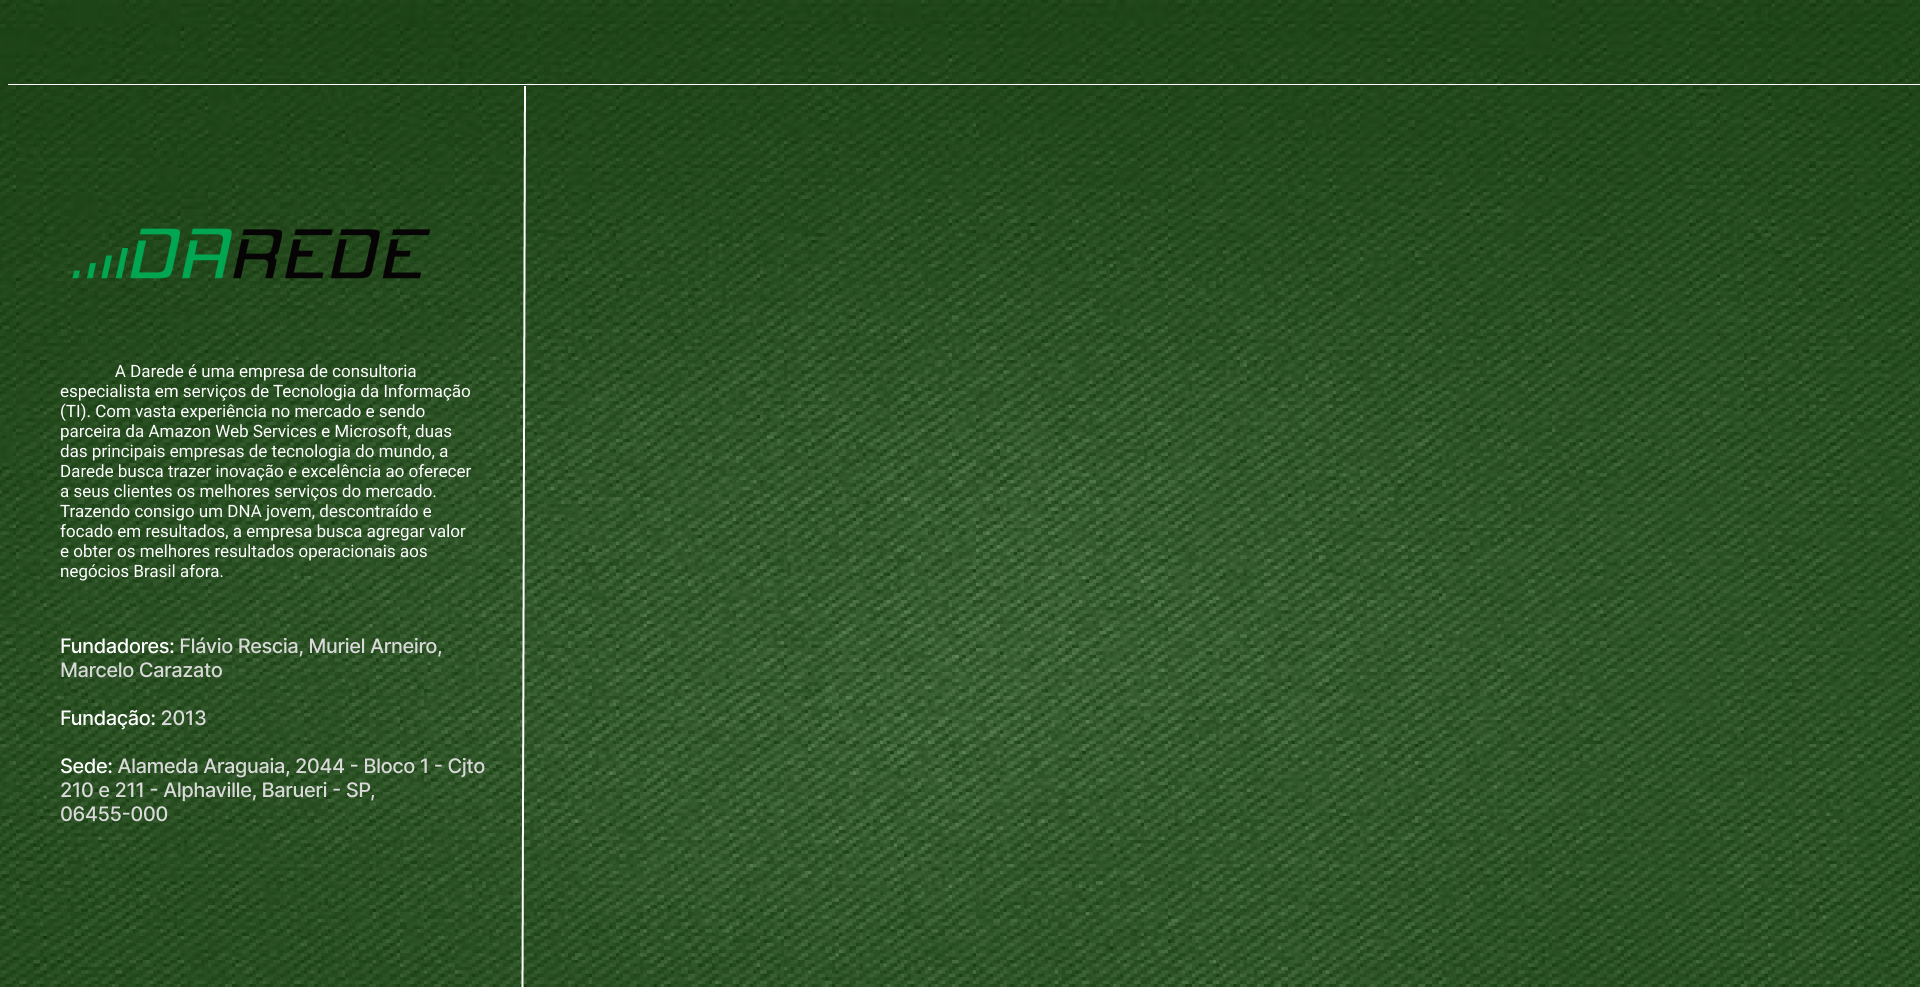 DAREDE
A Darede é uma empresa de consultoria
especialista em serviços de Tecnologia da Informação
(TI). Com vasta experiência no mercado e sendo
parceira da Amazon Web Services e Microsoft, duas
das principais empresas de tecnologia do mundo, a
Darede busca trazer inovação e excelência ao oferecer
a seus clientes os melhores serviços do mercado.
Trazendo consigo um DNA jovem, descontraído e
focado em resultados, a empresa busca agregar valor
e obter os melhores resultados operacionais aos
negócios Brasil afora.
Fundadores: Flávio Rescia, Muriel Arneiro,
Marcelo Carazato
Fundação: 2013
Sede: Alameda Araguaia, 2044 - Bloco 1 - Cjto
210 e 211 - Alphaville, Barueri - SP,
06455-000